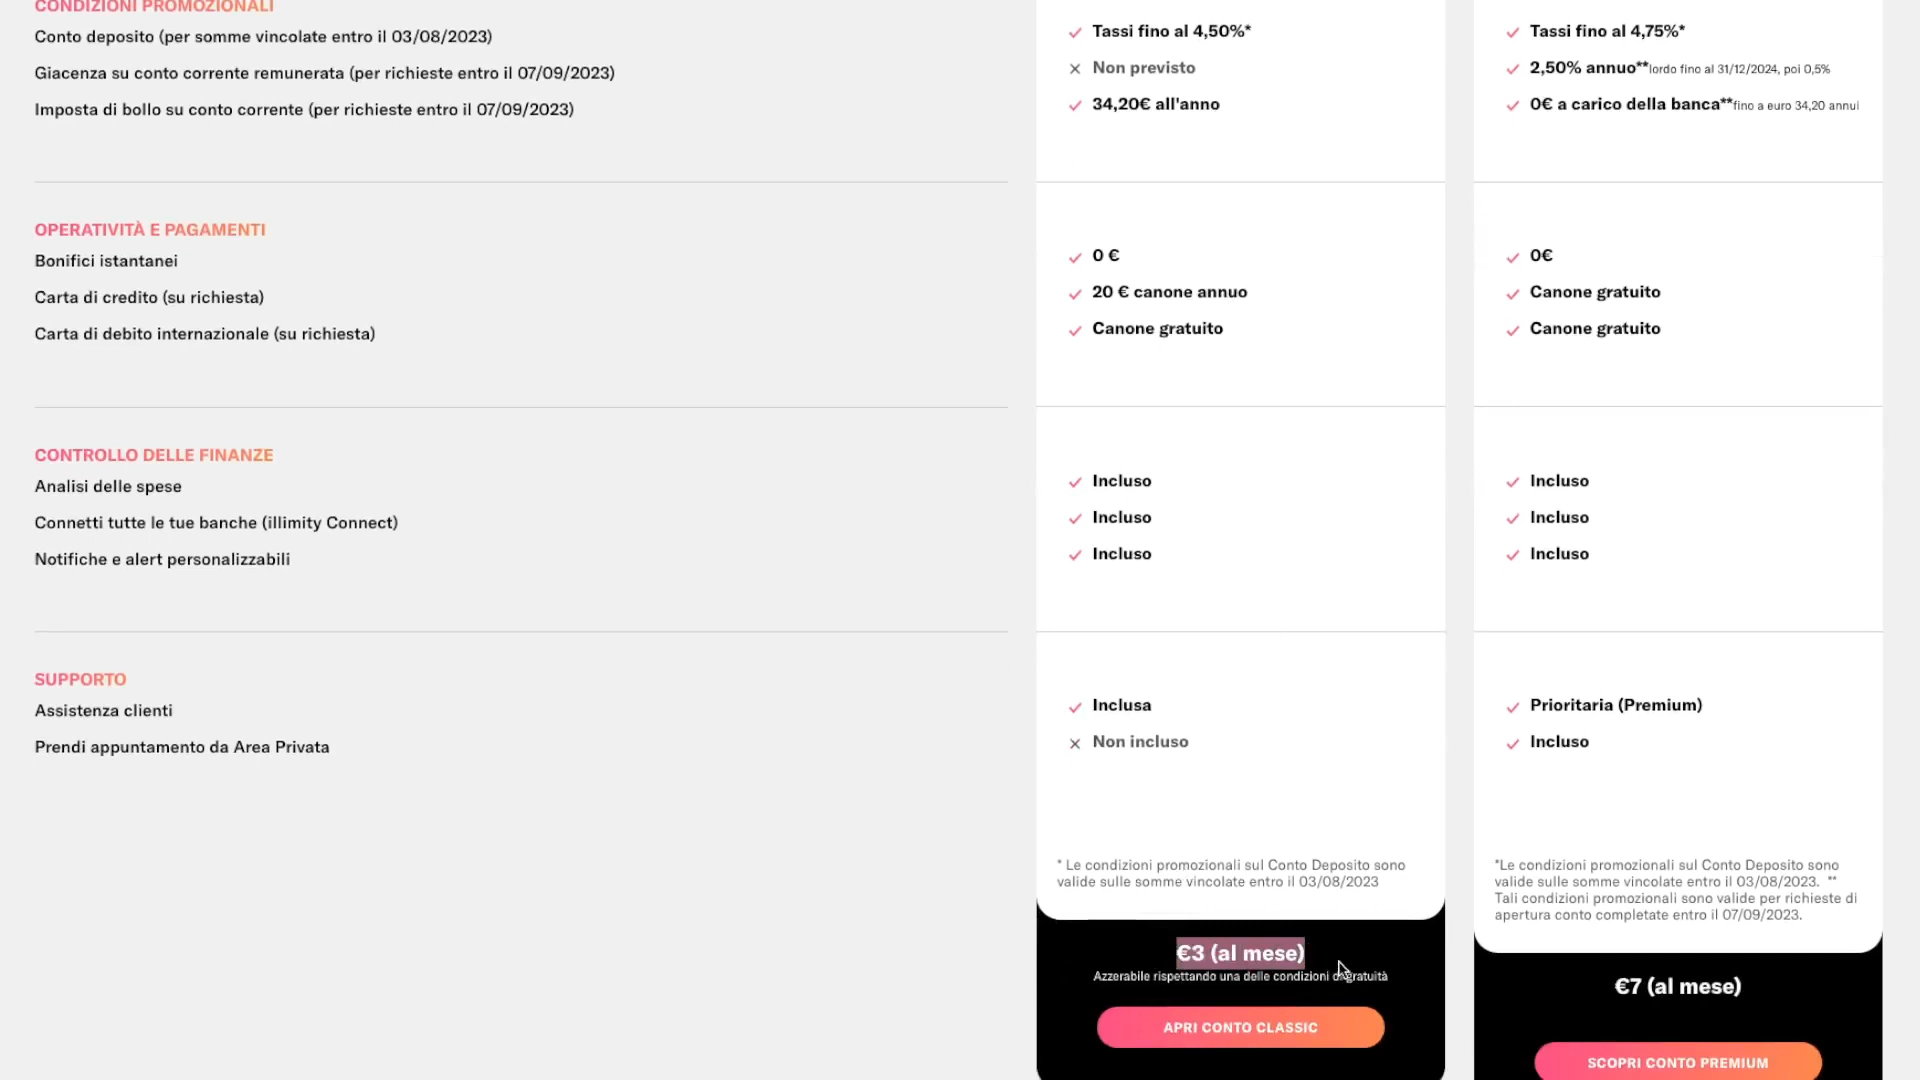 CONDIZIONI PROMOZIONALI
Conto deposito (per somme vincolate entro il 03/08/2023)
Tassi fino al 4,50%*
Tassi fino al 4,75%*
Giacenza su conto corrente remunerata (per richieste entro il 07/09/2023)
Non previsto
2,50% annuo**lordo fino al 31/12/2024, poi 0,5%
Imposta di bollo su conto corrente (per richieste entro il 07/09/2023)
34,20€ all'anno
0€ a carico della banca**fino a euro 34,20 annui
OPERATIVITÀ E PAGAMENTI
Bonifici istantanei
0 €
0€
Carta di credito (su richiesta)
20 € canone annuo
Canone gratuito
Carta di debito internazionale (su richiesta)
Canone gratuito
Canone gratuito
CONTROLLO DELLE FINANZE
Analisi delle spese
Incluso
Incluso
Connetti tutte le tue banche (illimity Connect)
Incluso
Incluso
Notifiche e alert personalizzabili
Incluso
Incluso
SUPPORTO
Assistenza clienti
Inclusa
Prioritaria (Premium)
Prendi appuntamento da Area Privata
Non incluso
Incluso
* Le condizioni promozionali sul Conto Deposito sono
valide sulle somme vincolate entro il 03/08/2023
*Le condizioni promozionali sul Conto Deposito sono
valide sulle somme vincolate entro il 03/08/2023. **
Tali condizioni promozionali sono valide per richieste di
apertura conto completate entro il 07/09/2023.
€3 (al mese)
Azzerabile rispettando una delle condizioni di gratuità
APRI CONTO CLASSIC
€7 (al mese)
SCOPRI CONTO PREMIUM